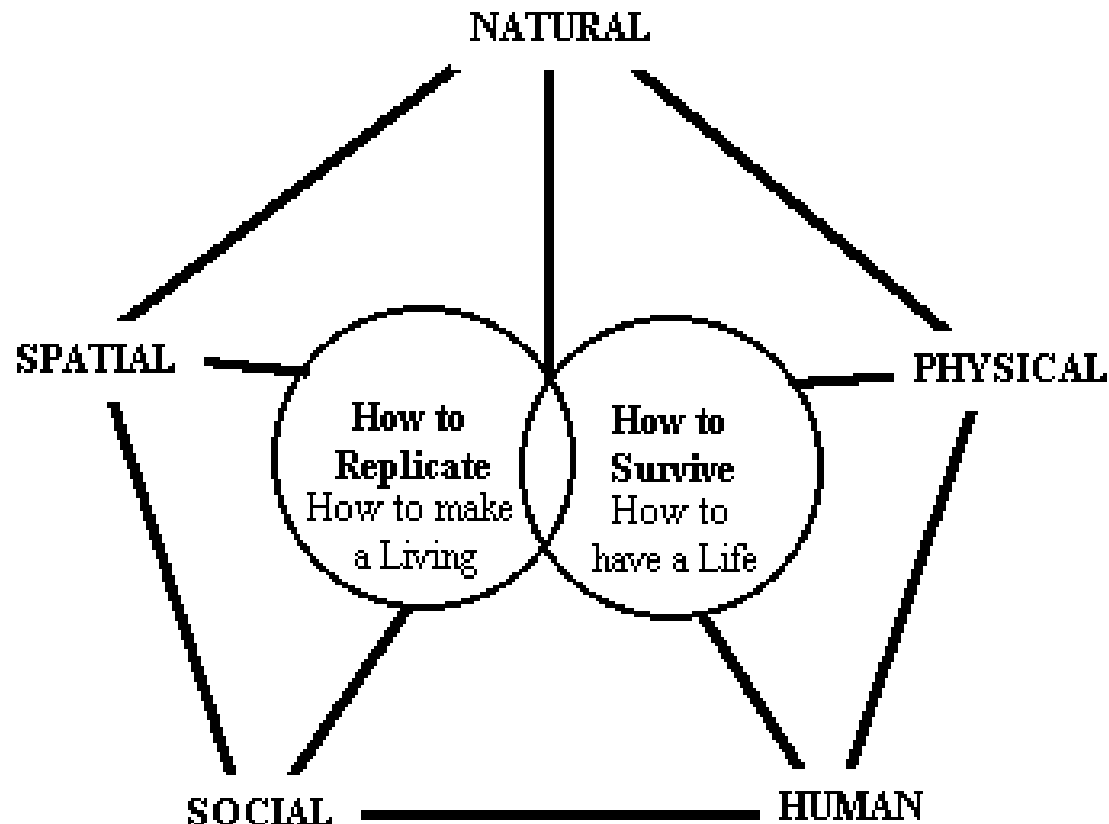 NATURAL
SPATIAL
PHYSICAL
How to
Replicate
How to make
a Living
How to
Survive
How to
have a Life
SOCIAL
HUMAN